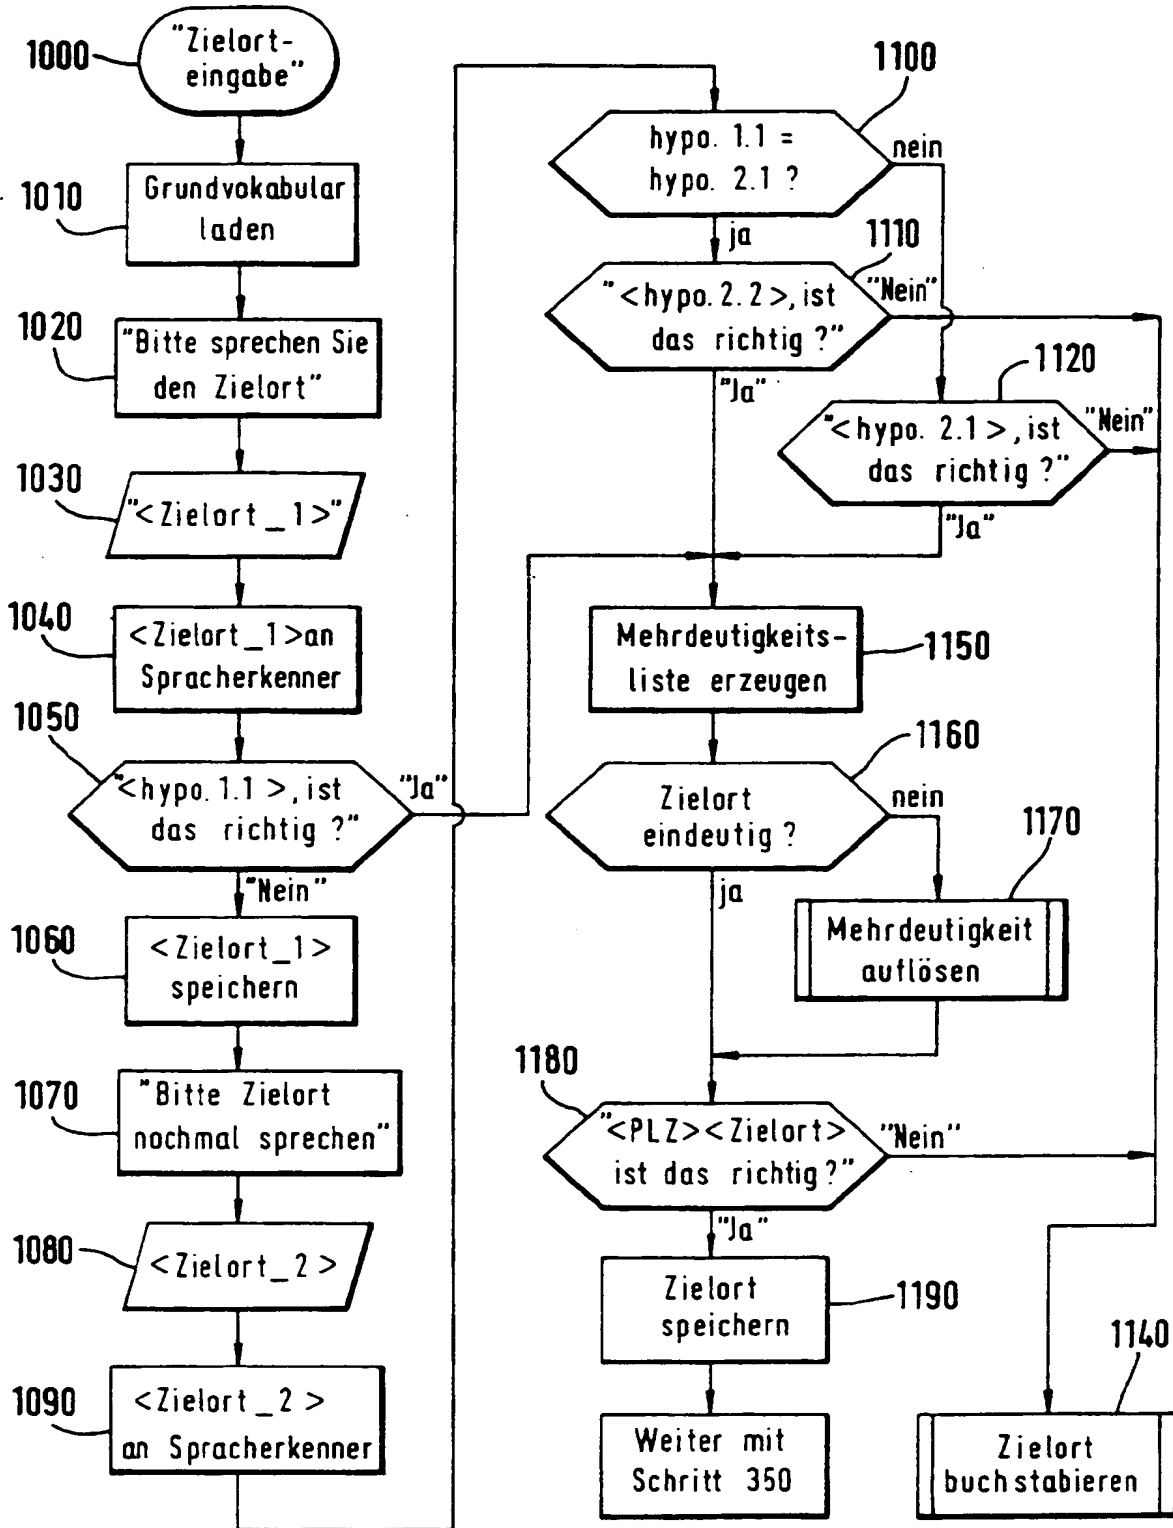 1000
"Zielort-
eingabe"
1010
Grundvokabular
laden
1020
"Bitte sprechen Sie
den Zielort"
1030
"<Zielort_1>"
1040
<Zielort_1>an
Spracherkenner
1050
"<hypo.1.1>, ist
das richtig?"
"Ja"
"Nein"
1060
<Zielort_1>
speichern
1070
"Bitte Zielort
nochmal sprechen"
1080
<Zielort_2>
1090
<Zielort_2>
an Spracherkenner
1100
hypo. 1.1 =
hypo. 2.1 ?
nein
ja
1110
"<hypo.2.2>, ist
das richtig?"
"Nein"
"Ja"
1120
"<hypo. 2.1>, ist
das richtig?"
"Nein"
"Ja"
Mehrdeutigkeits-
liste erzeugen
1150
1160
Zielort
eindeutig ?
nein
ja
1170
Mehrdeutigkeit
auflösen
1180
"<PLZ><Zielort>
ist das richtig?"
"Nein"
"Ja"
Zielort
speichern
1190
Weiter mit
Schritt 350
1140
Zielort
buchstabieren